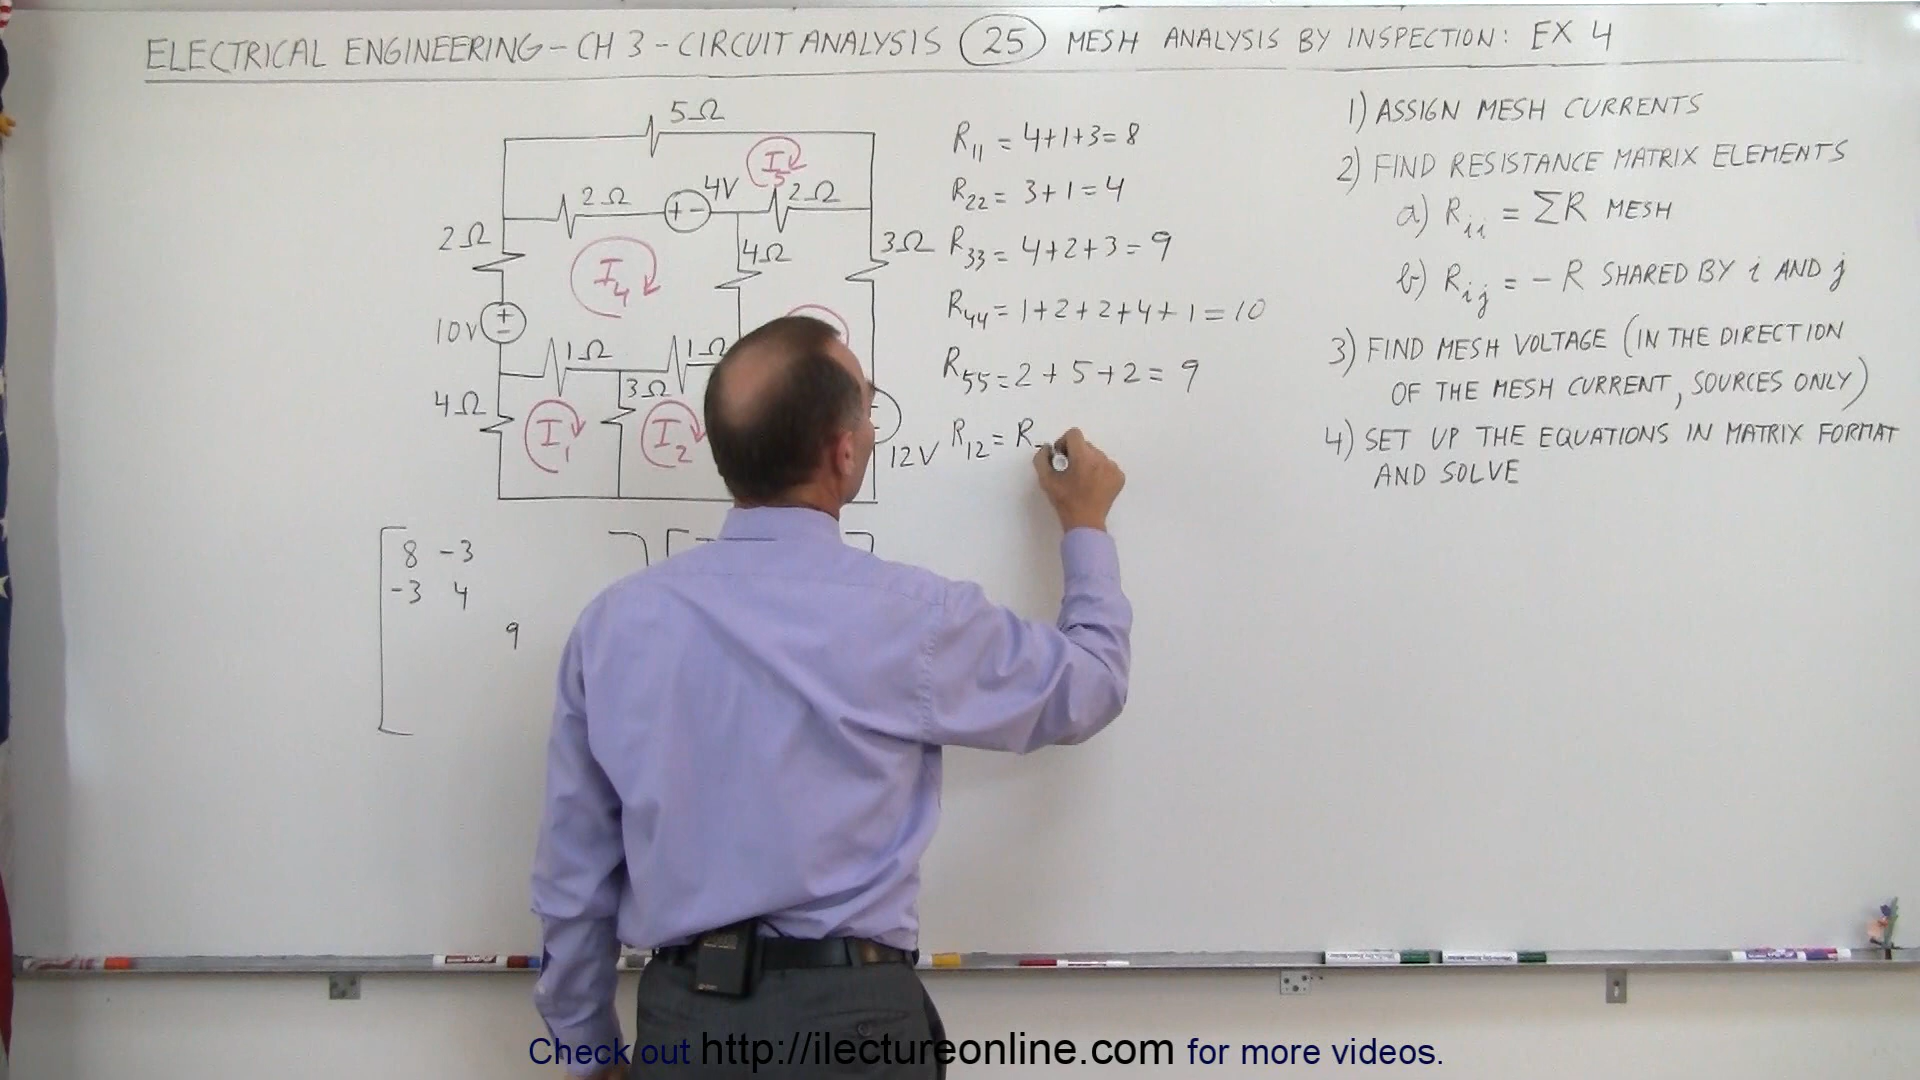 ELECTRICAL ENGINEERING - CH 3 - CIRCUIT ANALYSIS 25 MESH ANALYSIS BY INSPECTION: EX 4
5Ω
I5
2Ω
4V
2Ω
+ -
2Ω
4Ω
3Ω
I4
10V
+
-
1Ω
1Ω
4Ω
3Ω
I1
I2
12V
R11 = 4+1+3=8
R22 = 3+1=4
R33 = 4+2+3=9
R44 = 1+2+2+4+1=10
R55 = 2+5+2=9
R12 = R
8 -3
-3 4
9
1) ASSIGN MESH CURRENTS
2) FIND RESISTANCE MATRIX ELEMENTS
a) Rii = ΣR MESH
b) Rij = -R SHARED BY i AND j
3) FIND MESH VOLTAGE (IN THE DIRECTION
OF THE MESH CURRENT, SOURCES ONLY)
4) SET UP THE EQUATIONS IN MATRIX FORMAT
AND SOLVE
Check out http://ilectureonline.com for more videos.